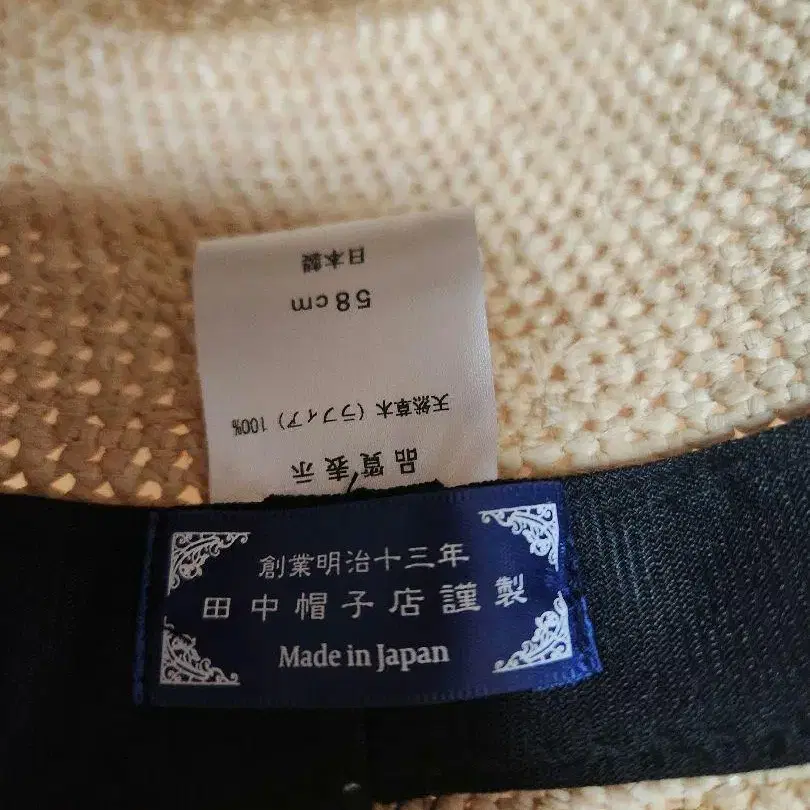 品質表示
天然草木 (ラフィア) 100%
58cm
日本製
創業明治十三年
田中帽子店謹製
Made in Japan